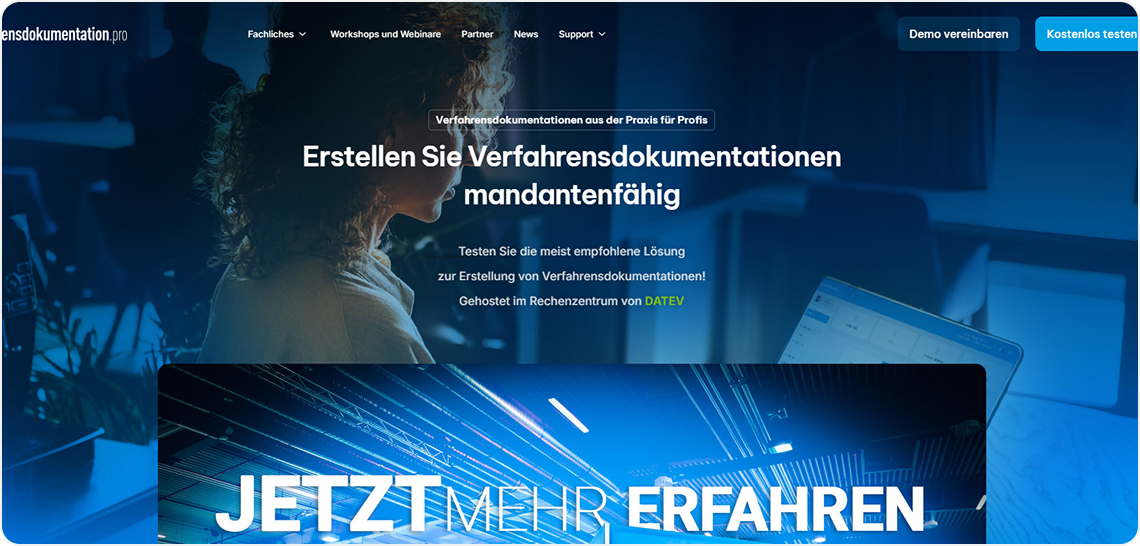 ensdokumentation.pro
Fachliches
Workshops und Webinare
Partner
News
Support
Demo vereinbaren
Kostenlos testen
Verfahrensdokumentationen aus der Praxis für Profis
Erstellen Sie Verfahrensdokumentationen
mandantenfähig
Testen Sie die meist empfohlene Lösung
zur Erstellung von Verfahrensdokumentationen!
Gehostet im Rechenzentrum von DATEV
JETZT MEHR ERFAHREN